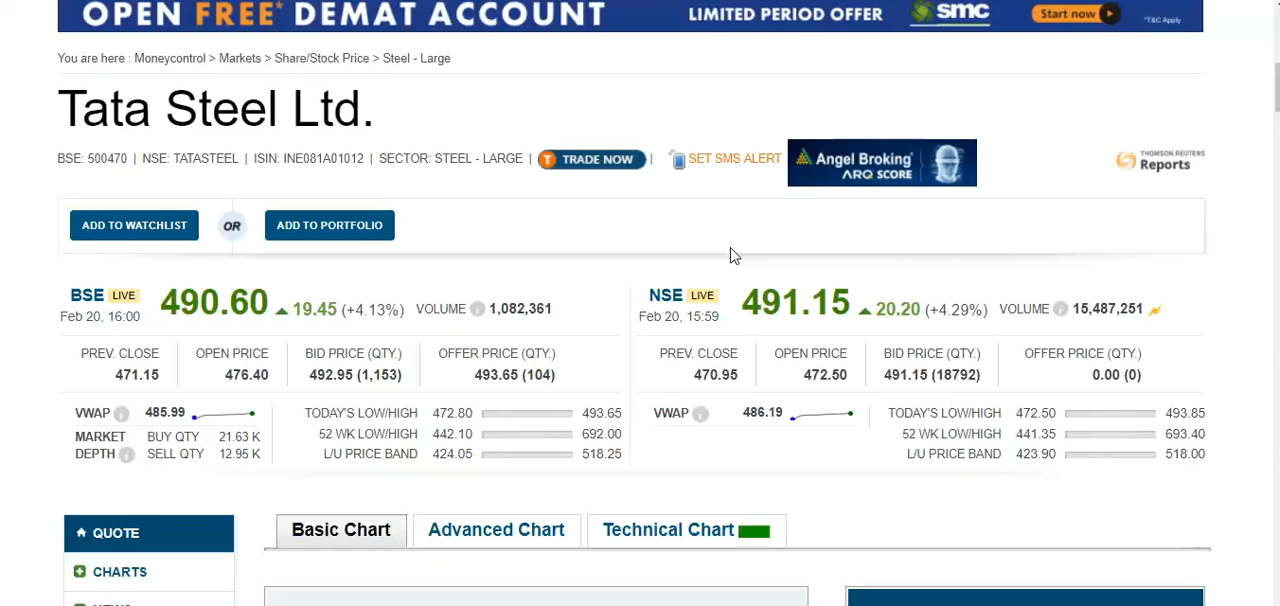 OPEN FREE* DEMAT ACCOUNT LIMITED PERIOD OFFER smc Start now *T&C Apply
You are here : Moneycontrol > Markets > Share/Stock Price > Steel - Large
Tata Steel Ltd.
BSE: 500470 | NSE: TATASTEEL | ISIN: INE081A01012 | SECTOR: STEEL - LARGE | T TRADE NOW | SET SMS ALERT
Angel Broking
ARQ SCORE
THOMSON REUTERS
Reports
ADD TO WATCHLIST OR ADD TO PORTFOLIO
BSE LIVE 490.60 19.45 (+4.13%) VOLUME 1,082,361
Feb 20, 16:00
PREV. CLOSE OPEN PRICE BID PRICE (QTY.) OFFER PRICE (QTY.)
471.15 476.40 492.95 (1,153) 493.65 (104)
VWAP 485.99 TODAY'S LOW/HIGH 472.80 493.65
MARKET BUY QTY 21.63 K 52 WK LOW/HIGH 442.10 692.00
DEPTH SELL QTY 12.95 K L/U PRICE BAND 424.05 518.25
NSE LIVE 491.15 20.20 (+4.29%) VOLUME 15,487,251
Feb 20, 15:59
PREV. CLOSE OPEN PRICE BID PRICE (QTY.) OFFER PRICE (QTY.)
470.95 472.50 491.15 (18792) 0.00 (0)
VWAP 486.19 TODAY'S LOW/HIGH 472.50 493.85
52 WK LOW/HIGH 441.35 693.40
L/U PRICE BAND 423.90 518.00
QUOTE
CHARTS
Basic Chart Advanced Chart Technical Chart